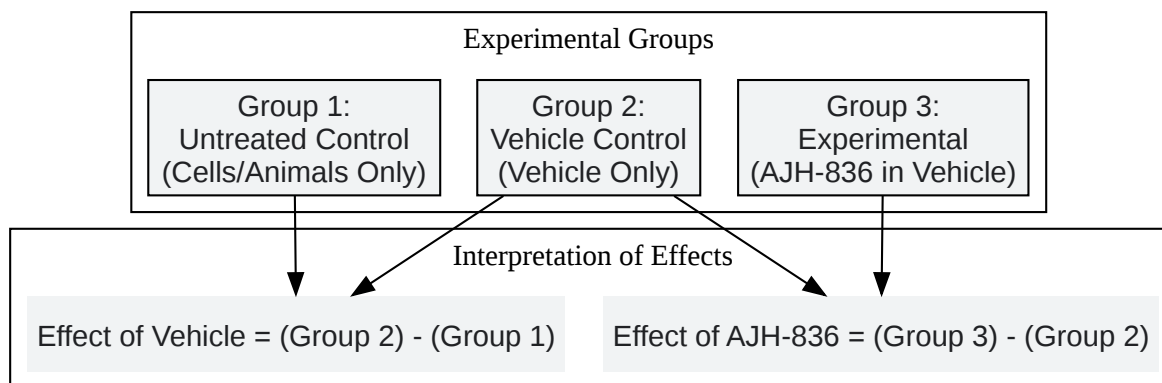 Experimental Groups
Group 1:
Untreated Control
(Cells/Animals Only)
Group 2:
Vehicle Control
(Vehicle Only)
Group 3:
Experimental
(AJH-836 in Vehicle)
Interpretation of Effects
Effect of Vehicle = (Group 2) - (Group 1)
Effect of AJH-836 = (Group 3) - (Group 2)